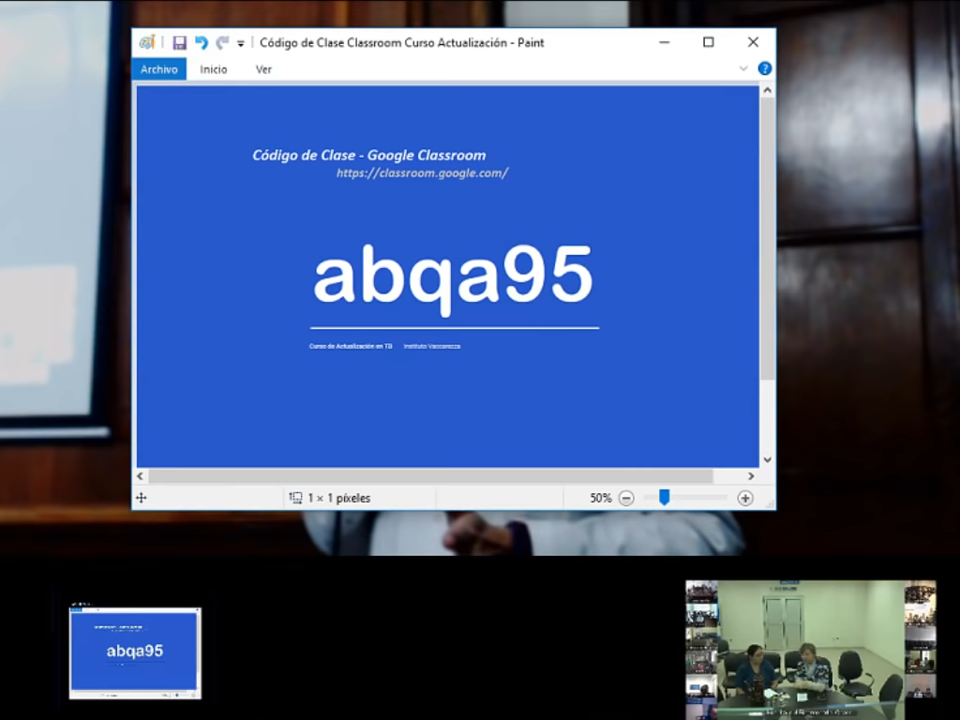 Código de Clase Classroom Curso Actualización - Paint
Archivo Inicio Ver
Código de Clase - Google Classroom
https://classroom.google.com/
abqa95
Curso de Actualización en TB Instituto Vaccarezza
1 × 1 píxeles
50%
abqa95